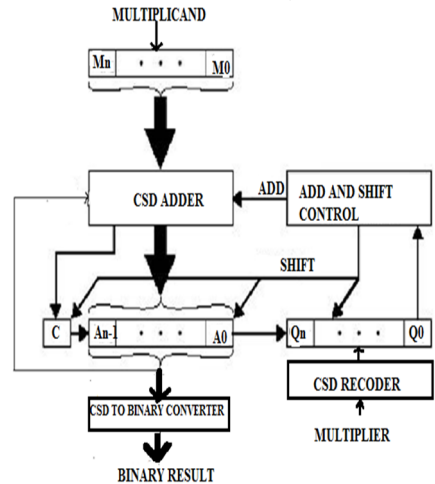 MULTIPLICAND
Mn . . . M0
CSD ADDER
ADD
ADD AND SHIFT
CONTROL
SHIFT
C
An-1 . . . A0
Qn . . . Q0
CSD TO BINARY CONVERTER
CSD RECODER
MULTIPLIER
BINARY RESULT